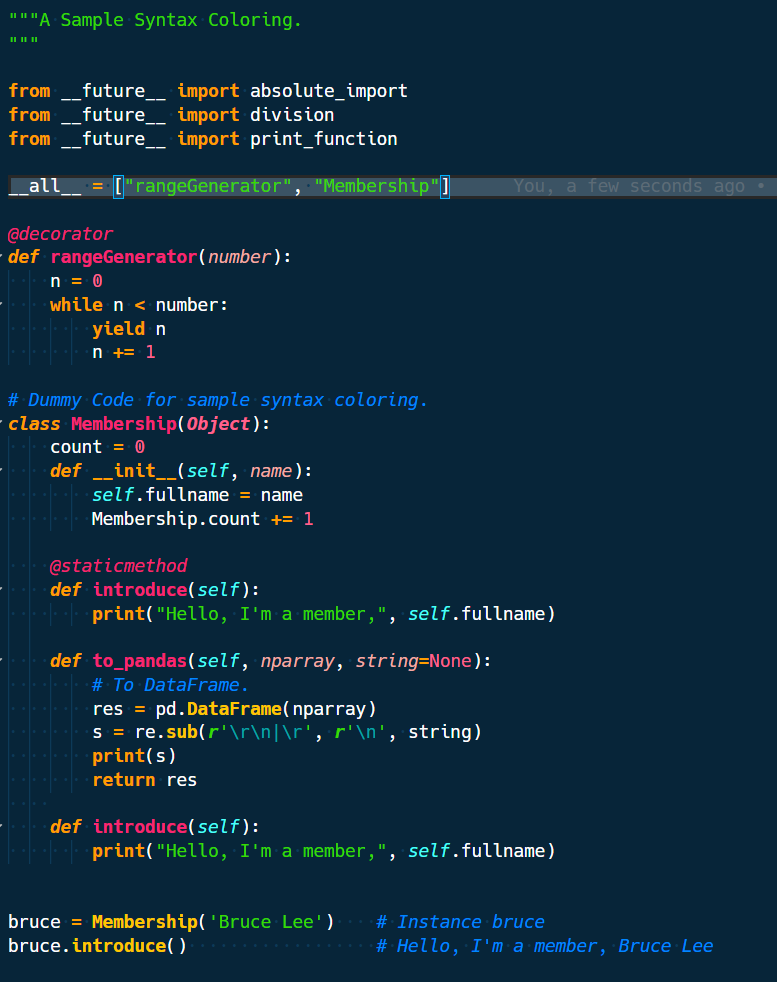 """A Sample Syntax Coloring.
"""

from __future__ import absolute_import
from __future__ import division
from __future__ import print_function

__all__ = ["rangeGenerator", "Membership"]      You, a few seconds ago •

@decorator
def rangeGenerator(number):
    n = 0
    while n < number:
        yield n
        n += 1

# Dummy Code for sample syntax coloring.
class Membership(Object):
    count = 0
    def __init__(self, name):
        self.fullname = name
        Membership.count += 1

    @staticmethod
    def introduce(self):
        print("Hello, I'm a member,", self.fullname)

    def to_pandas(self, nparray, string=None):
        # To DataFrame.
        res = pd.DataFrame(nparray)
        s = re.sub(r'\r\n|\r', r'\n', string)
        print(s)
        return res

    def introduce(self):
        print("Hello, I'm a member,", self.fullname)


bruce = Membership('Bruce Lee')    # Instance bruce
bruce.introduce()                  # Hello, I'm a member, Bruce Lee